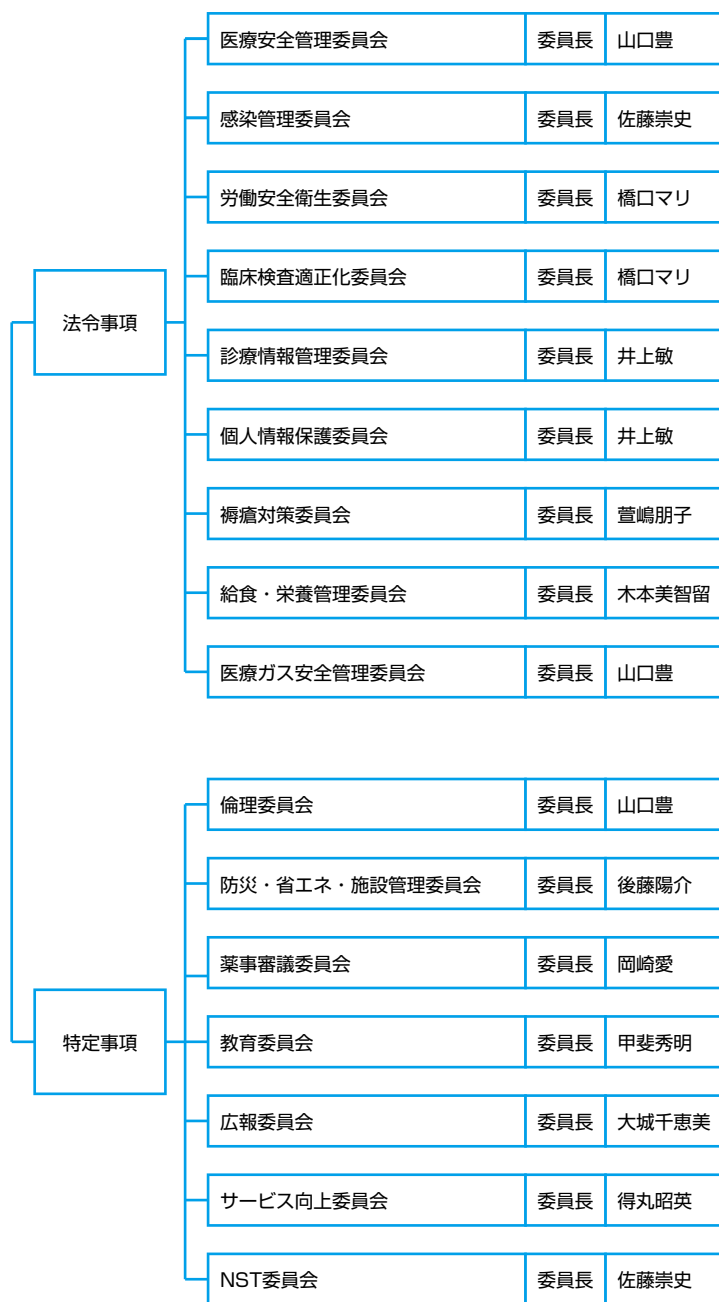 医療安全管理委員会 委員長 山口豊
感染管理委員会 委員長 佐藤崇史
労働安全衛生委員会 委員長 橋口マリ
臨床検査適正化委員会 委員長 橋口マリ
法令事項
診療情報管理委員会 委員長 井上敏
個人情報保護委員会 委員長 井上敏
褥瘡対策委員会 委員長 萱嶋朋子
給食・栄養管理委員会 委員長 木本美智留
医療ガス安全管理委員会 委員長 山口豊
倫理委員会 委員長 山口豊
防災・省エネ・施設管理委員会 委員長 後藤陽介
薬事審議委員会 委員長 岡崎愛
特定事項
教育委員会 委員長 甲斐秀明
広報委員会 委員長 大城千恵美
サービス向上委員会 委員長 得丸昭英
NST委員会 委員長 佐藤崇史